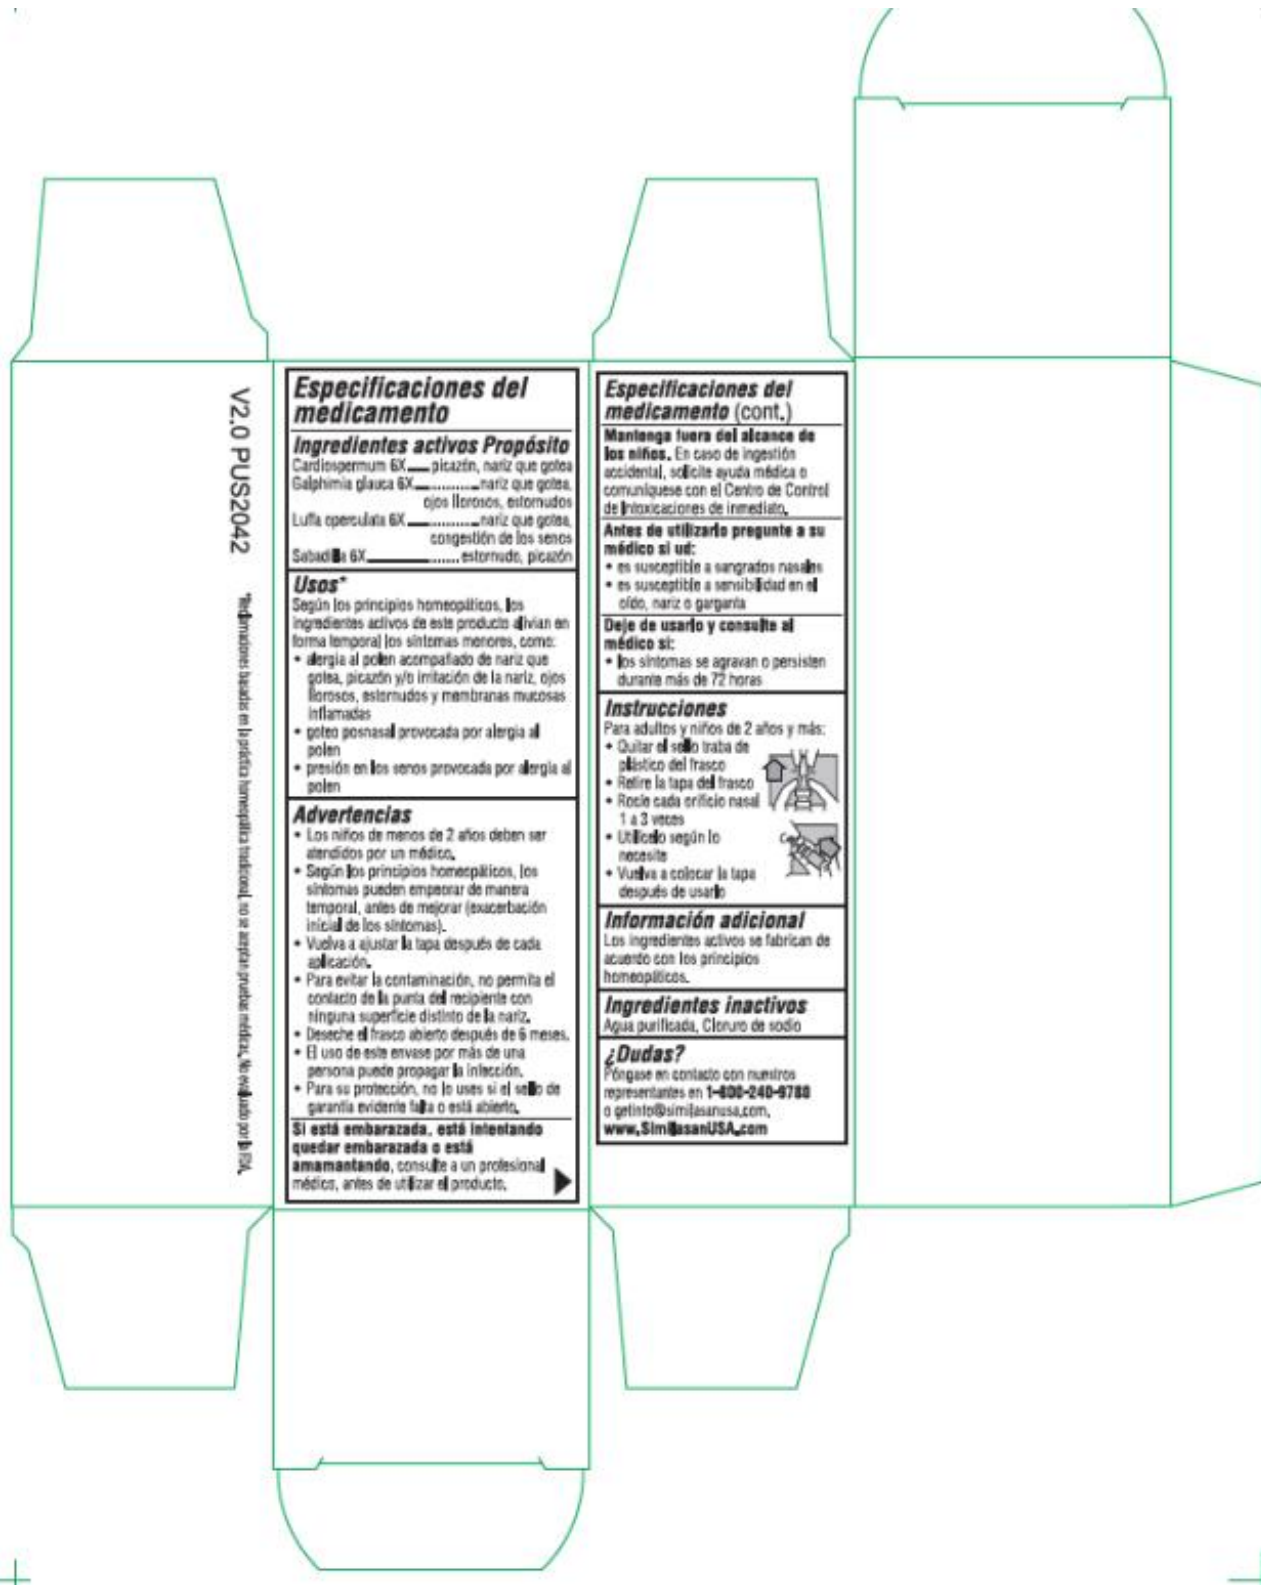 V2.0 PUS2042
*Reclamaciones basadas en la práctica homeopática tradicional, no se aceptan pruebas médicas. No evaluado por la FDA.
Especificaciones del
medicamento
Ingredientes activos Propósito
Cardiospermum 6X ..... picazón, nariz que gotea
Galphimia glauca 6X ............... nariz que gotea,
ojos llorosos, estornudos
Luffa operculata 6X ............... nariz que gotea,
congestión de los senos
Sabadilla 6X ............... estornudo, picazón
Usos*
Según los principios homeopáticos, los
ingredientes activos de este producto alivian en
forma temporal los síntomas menores, como:
• alergia al polen acompañado de nariz que
gotea, picazón y/o irritación de la nariz, ojos
llorosos, estornudos y membranas mucosas
inflamadas
• goteo posnasal provocada por alergia al
polen
• presión en los senos provocada por alergia al
polen
Advertencias
• Los niños de menos de 2 años deben ser
atendidos por un médico.
• Según los principios homeopáticos, los
síntomas pueden empeorar de manera
temporal, antes de mejorar (exacerbación
inicial de los síntomas).
• Vuelva a ajustar la tapa después de cada
aplicación.
• Para evitar la contaminación, no permita el
contacto de la punta del recipiente con
ninguna superficie distinto de la nariz.
• Deseche el frasco abierto después de 6 meses.
• El uso de este envase por más de una
persona puede propagar la infección.
• Para su protección, no lo uses si el sello de
garantía evidente falta o está abierto.
Si está embarazada, está intentando
quedar embarazada o está
amamantando, consulte a un profesional
médico, antes de utilizar el producto.
Especificaciones del
medicamento (cont.)
Mantenga fuera del alcance de
los niños. En caso de ingestión
accidental, solicite ayuda médica o
comuníquese con el Centro de Control
de Intoxicaciones de inmediato.
Antes de utilizarlo pregunte a su
médico si ud:
• es susceptible a sangrados nasales
• es susceptible a sensibilidad en el
oído, nariz o garganta
Deje de usarlo y consulte al
médico si:
• los síntomas se agravan o persisten
durante más de 72 horas
Instrucciones
Para adultos y niños de 2 años y más:
• Quitar el sello traba de
plástico del frasco
• Retire la tapa del frasco
• Rocíe cada orificio nasal
1 a 3 veces
• Utilícelo según lo
necesite
• Vuelva a colocar la tapa
después de usarlo
Información adicional
Los ingredientes activos se fabrican de
acuerdo con los principios
homeopáticos.
Ingredientes inactivos
Agua purificada, Cloruro de sodio
¿Dudas?
Póngase en contacto con nuestros
representantes en 1-800-240-9780
o getinfo@similasanusa.com.
www.SimilasanUSA.com